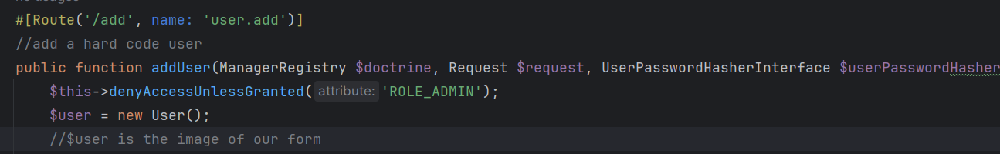 #[Route('/add', name: 'user.add')]
//add a hard code user
public function addUser(ManagerRegistry $doctrine, Request $request, UserPasswordHasherInterface $userPasswordHasher
$this->denyAccessUnlessGranted( attribute: 'ROLE_ADMIN');
$user = new User();
//$user is the image of our form